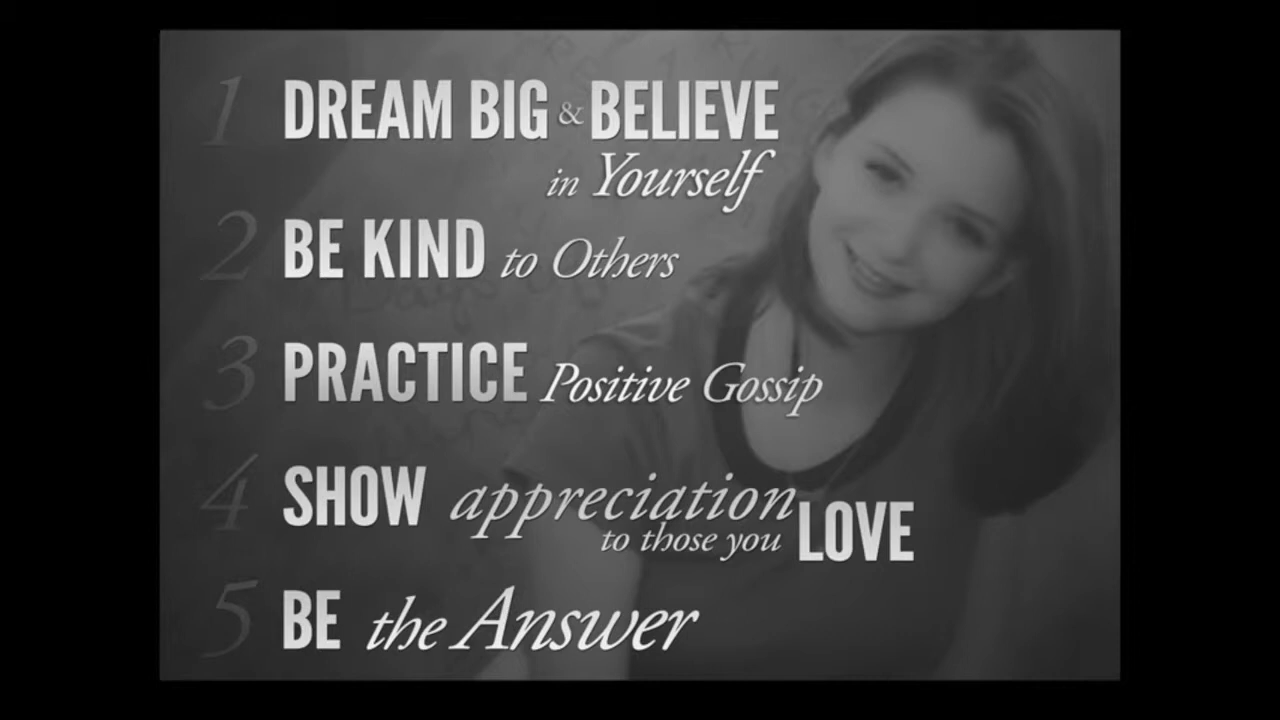 1 DREAM BIG & BELIEVE
in Yourself
2 BE KIND to Others
3 PRACTICE Positive Gossip
4 SHOW appreciation
to those you LOVE
5 BE the Answer